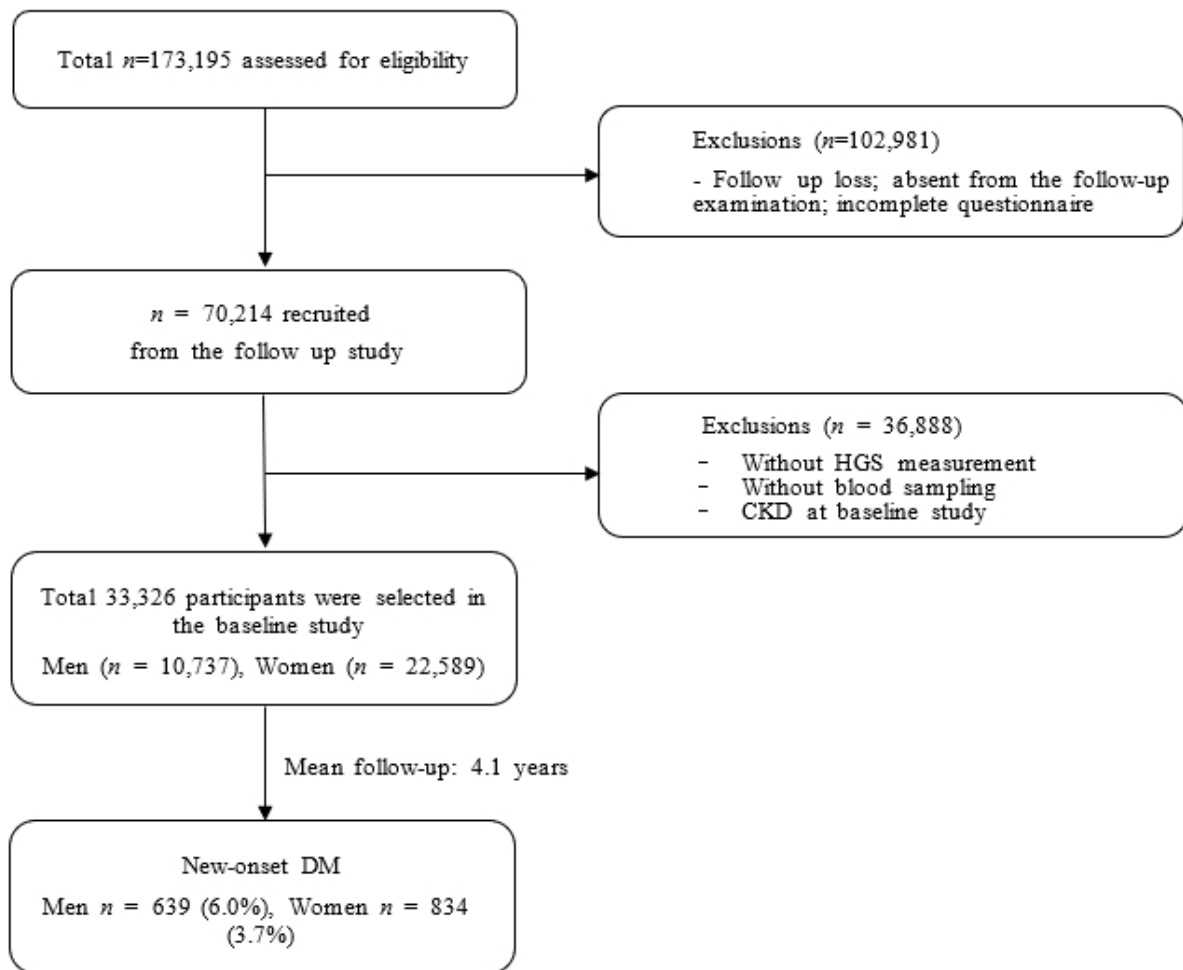 Total n=173,195 assessed for eligibility
Exclusions (n=102,981)
- Follow up loss; absent from the follow-up
examination; incomplete questionnaire
n = 70,214 recruited
from the follow up study
Exclusions (n = 36,888)
- Without HGS measurement
- Without blood sampling
- CKD at baseline study
Total 33,326 participants were selected in
the baseline study
Men (n = 10,737), Women (n = 22,589)
Mean follow-up: 4.1 years
New-onset DM
Men n = 639 (6.0%), Women n = 834
(3.7%)